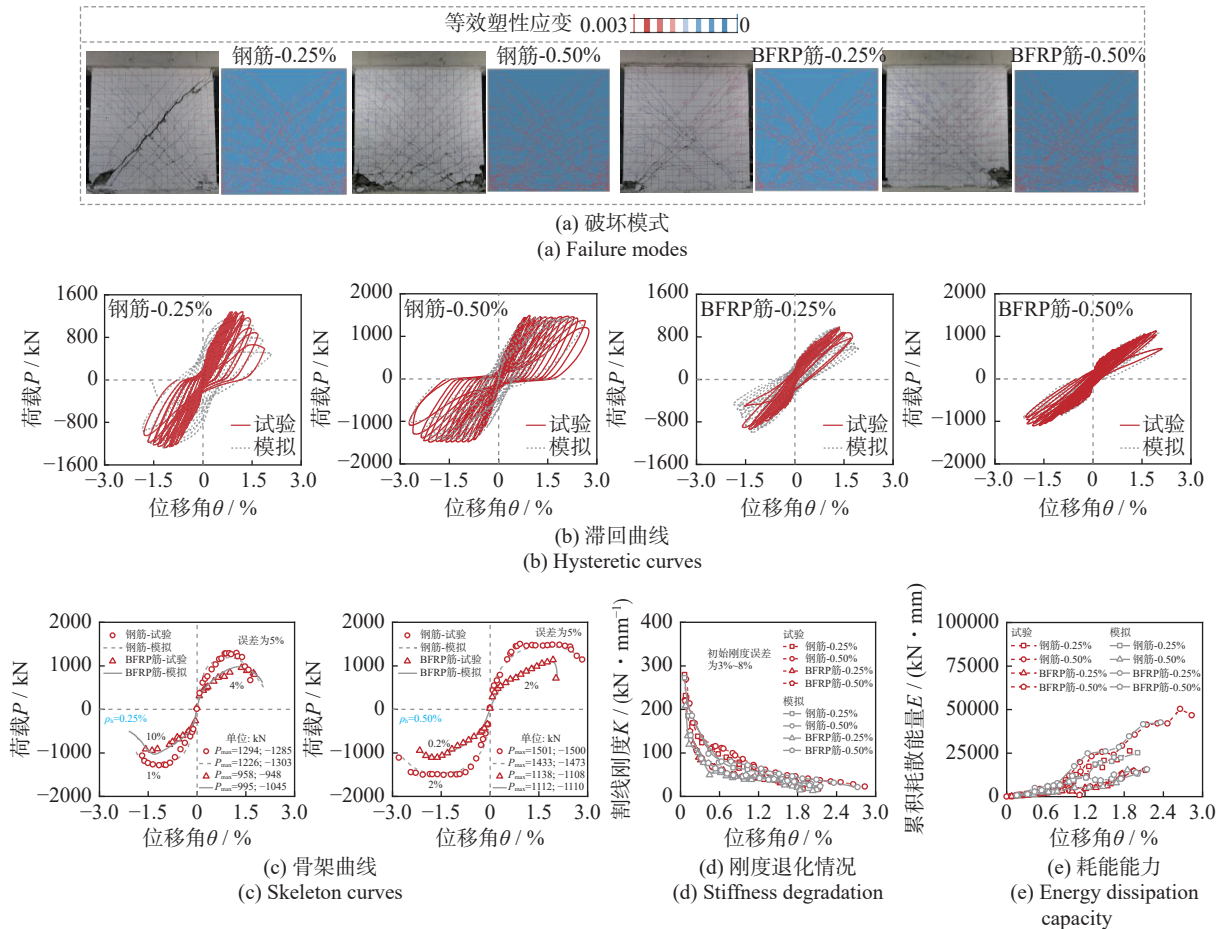 等效塑性应变 0.003 0
钢筋-0.25% 钢筋-0.50% BFRP筋-0.25% BFRP筋-0.50%
(a) 破坏模式
(a) Failure modes
钢筋-0.25%
荷载P / kN
1600
800
0
−800
−1600
试验
模拟
−3.0 −1.5 0 1.5 3.0
位移角θ / %
钢筋-0.50%
荷载P / kN
2000
1000
0
−1000
−2000
试验
模拟
−3.0 −1.5 0 1.5 3.0
位移角θ / %
BFRP筋-0.25%
荷载P / kN
1600
800
0
−800
−1600
试验
模拟
−3.0 −1.5 0 1.5 3.0
位移角θ / %
BFRP筋-0.50%
荷载P / kN
2000
1000
0
−1000
−2000
试验
模拟
−3.0 −1.5 0 1.5 3.0
位移角θ / %
(b) 滞回曲线
(b) Hysteretic curves
荷载P / kN
2000
1000
0
−1000
−2000
钢筋-试验
钢筋-模拟
BFRP筋-试验
BFRP筋-模拟
误差为5%
4%
ρh=0.25%
10%
1%
单位: kN
Pmax=1294; −1285
Pmax=1226; −1303
Pmax=958; −948
Pmax=995; −1045
−3.0 −1.5 0 1.5 3.0
位移角θ / %
荷载P / kN
2000
1000
0
−1000
−2000
钢筋-试验
钢筋-模拟
BFRP筋-试验
BFRP筋-模拟
误差为5%
2%
ρh=0.50%
0.2%
2%
单位: kN
Pmax=1501; −1500
Pmax=1433; −1473
Pmax=1138; −1108
Pmax=1112; −1110
−3.0 −1.5 0 1.5 3.0
位移角θ / %
(c) 骨架曲线
(c) Skeleton curves
割线刚度K / (kN·mm⁻¹)
400
300
200
100
0
初始刚度误差
为3%~8%
试验
钢筋-0.25%
钢筋-0.50%
BFRP筋-0.25%
BFRP筋-0.50%
模拟
钢筋-0.25%
钢筋-0.50%
BFRP筋-0.25%
BFRP筋-0.50%
0 0.6 1.2 1.8 2.4 3.0
位移角θ / %
(d) 刚度退化情况
(d) Stiffness degradation
累积耗散能量E / (kN·mm)
100000
75000
50000
25000
0
试验
钢筋-0.25%
钢筋-0.50%
BFRP筋-0.25%
BFRP筋-0.50%
模拟
钢筋-0.25%
钢筋-0.50%
BFRP筋-0.25%
BFRP筋-0.50%
0 0.6 1.2 1.8 2.4 3.0
位移角θ / %
(e) 耗能能力
(e) Energy dissipation
capacity